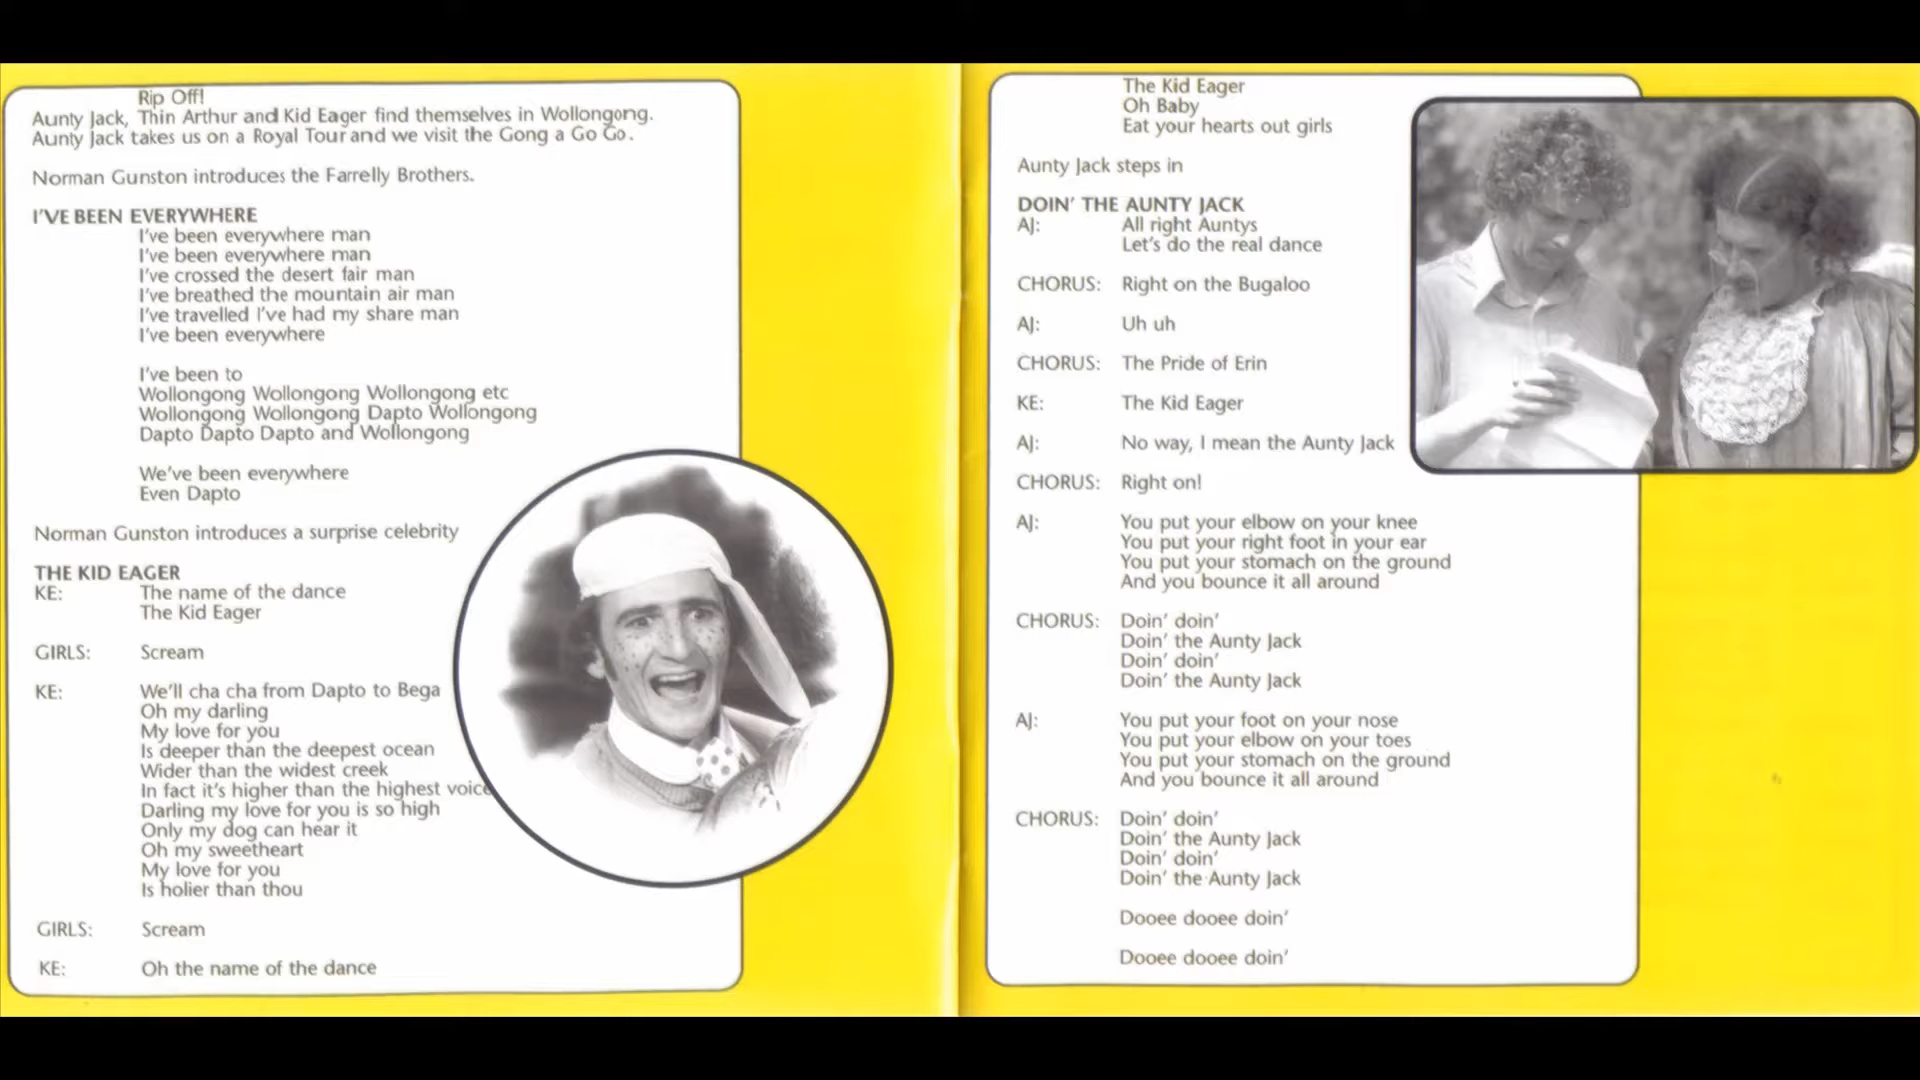 Rip Off!
Aunty Jack, Thin Arthur and Kid Eager find themselves in Wollongong.
Aunty Jack takes us on a Royal Tour and we visit the Gong a Go Go.
Norman Gunston introduces the Farrelly Brothers.
I'VE BEEN EVERYWHERE
I've been everywhere man
I've been everywhere man
I've crossed the desert fair man
I've breathed the mountain air man
I've travelled I've had my share man
I've been everywhere
I've been to
Wollongong Wollongong Wollongong etc
Wollongong Wollongong Dapto Wollongong
Dapto Dapto Dapto and Wollongong
We've been everywhere
Even Dapto
Norman Gunston introduces a surprise celebrity
THE KID EAGER
KE: The name of the dance
The Kid Eager
GIRLS: Scream
KE: We'll cha cha from Dapto to Bega
Oh my darling
My love for you
Is deeper than the deepest ocean
Wider than the widest creek
In fact it's higher than the highest voice
Darling my love for you is so high
Only my dog can hear it
Oh my sweetheart
My love for you
Is holier than thou
GIRLS: Scream
KE: Oh the name of the dance
The Kid Eager
Oh Baby
Eat your hearts out girls
Aunty Jack steps in
DOIN' THE AUNTY JACK
AJ: All right Auntys
Let's do the real dance
CHORUS: Right on the Bugaloo
AJ: Uh uh
CHORUS: The Pride of Erin
KE: The Kid Eager
AJ: No way, I mean the Aunty Jack
CHORUS: Right on!
AJ: You put your elbow on your knee
You put your right foot in your ear
You put your stomach on the ground
And you bounce it all around
CHORUS: Doin' doin'
Doin' the Aunty Jack
Doin' doin'
Doin' the Aunty Jack
AJ: You put your foot on your nose
You put your elbow on your toes
You put your stomach on the ground
And you bounce it all around
CHORUS: Doin' doin'
Doin' the Aunty Jack
Doin' doin'
Doin' the Aunty Jack
Dooee dooee doin'
Dooee dooee doin'